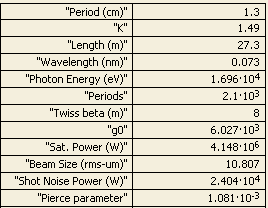 "Period (cm)" 1.3
"K" 1.49
"Length (m)" 27.3
"Wavelength (nm)" 0.073
"Photon Energy (eV)" 1.696·10⁴
"Periods" 2.1·10³
"Twiss beta (m)" 8
"g0" 6.027·10³
"Sat. Power (W)" 4.148·10⁶
"Beam Size (rms-um)" 10.807
"Shot Noise Power (W)" 2.404·10⁴
"Pierce parameter" 1.081·10⁻³